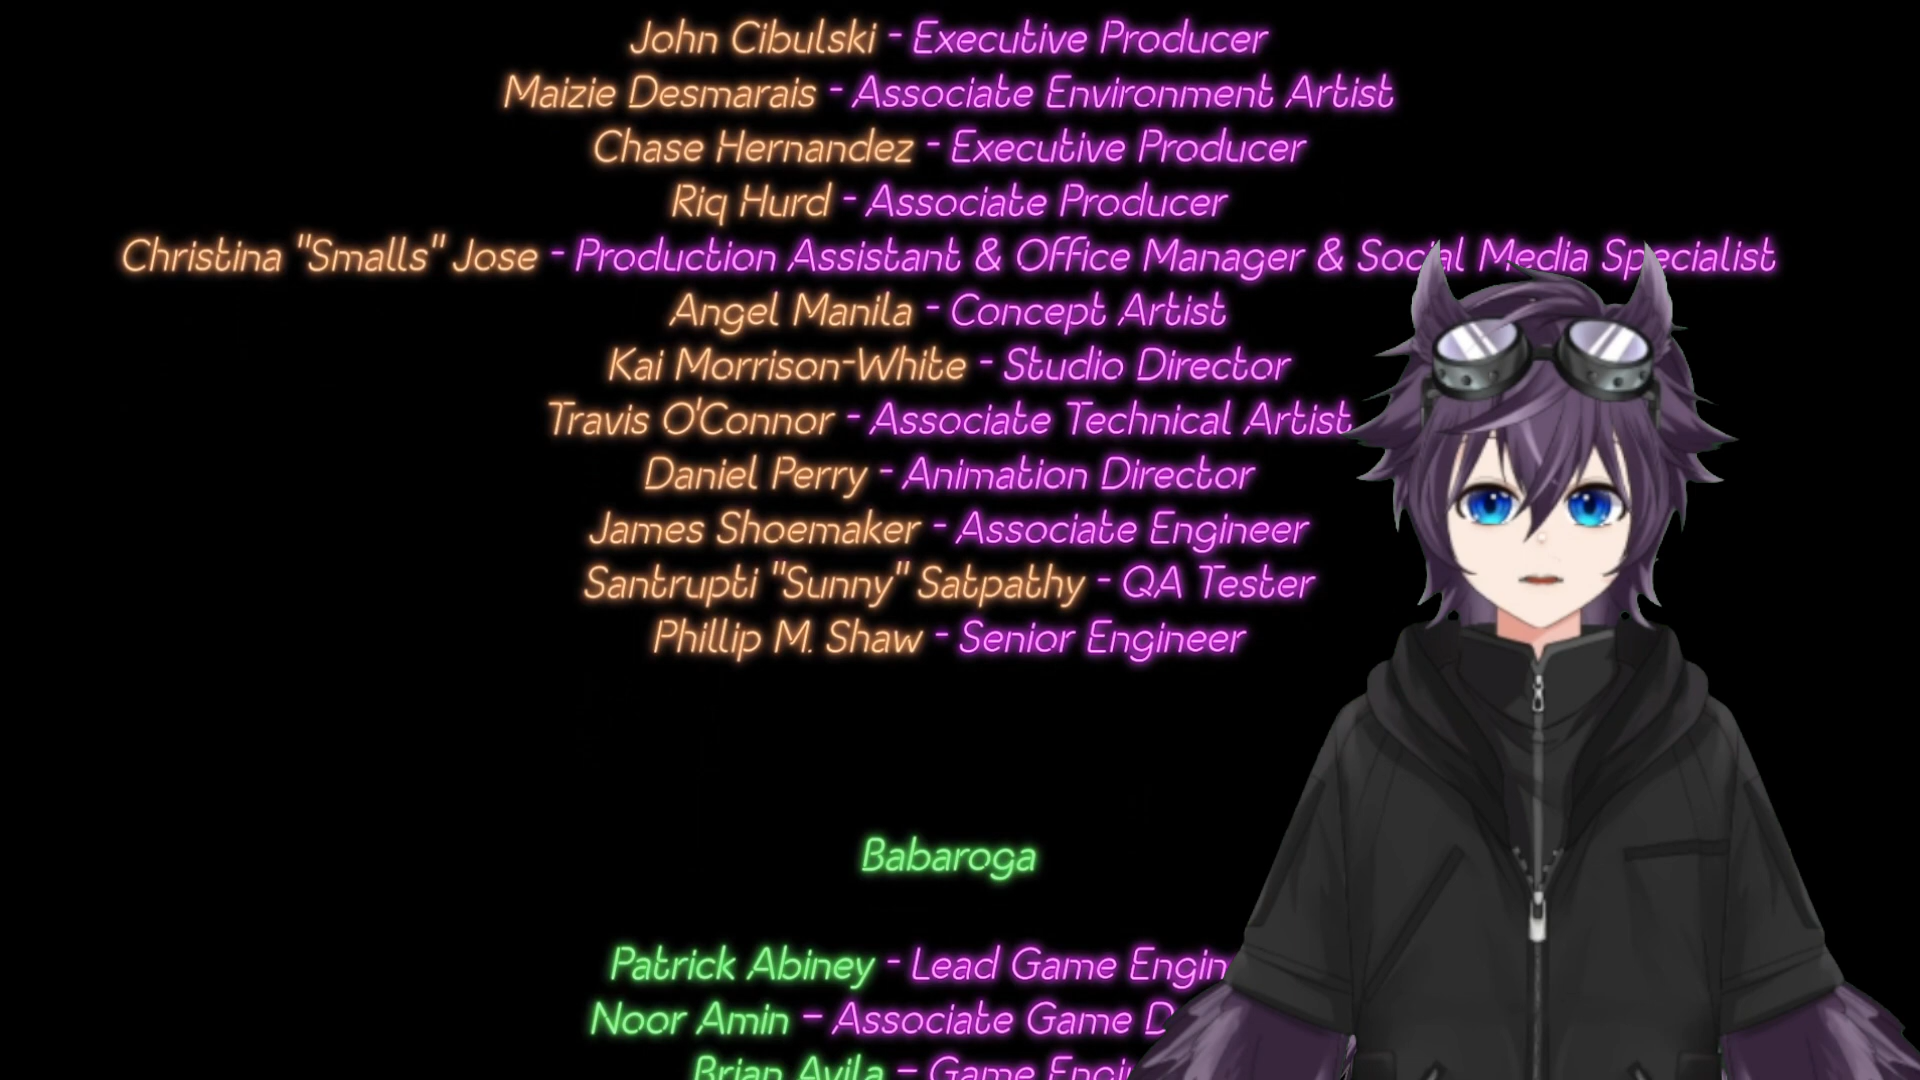 John Cibulski - Executive Producer
Maizie Desmarais - Associate Environment Artist
Chase Hernandez - Executive Producer
Riq Hurd - Associate Producer
Christina "Smalls" Jose - Production Assistant & Office Manager & Social Media Specialist
Angel Manila - Concept Artist
Kai Morrison-White - Studio Director
Travis O'Connor - Associate Technical Artist
Daniel Perry - Animation Director
James Shoemaker - Associate Engineer
Santrupti "Sunny" Satpathy - QA Tester
Phillip M. Shaw - Senior Engineer
Babaroga
Patrick Abiney - Lead Game
Noor Amin - Associate Game
Brian Avila - Game